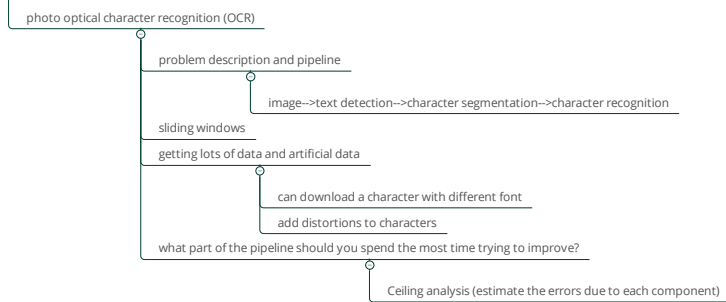 photo optical character recognition (OCR)
problem description and pipeline
image-->text detection-->character segmentation-->character recognition
sliding windows
getting lots of data and artificial data
can download a character with different font
add distortions to characters
what part of the pipeline should you spend the most time trying to improve?
Ceiling analysis (estimate the errors due to each component)